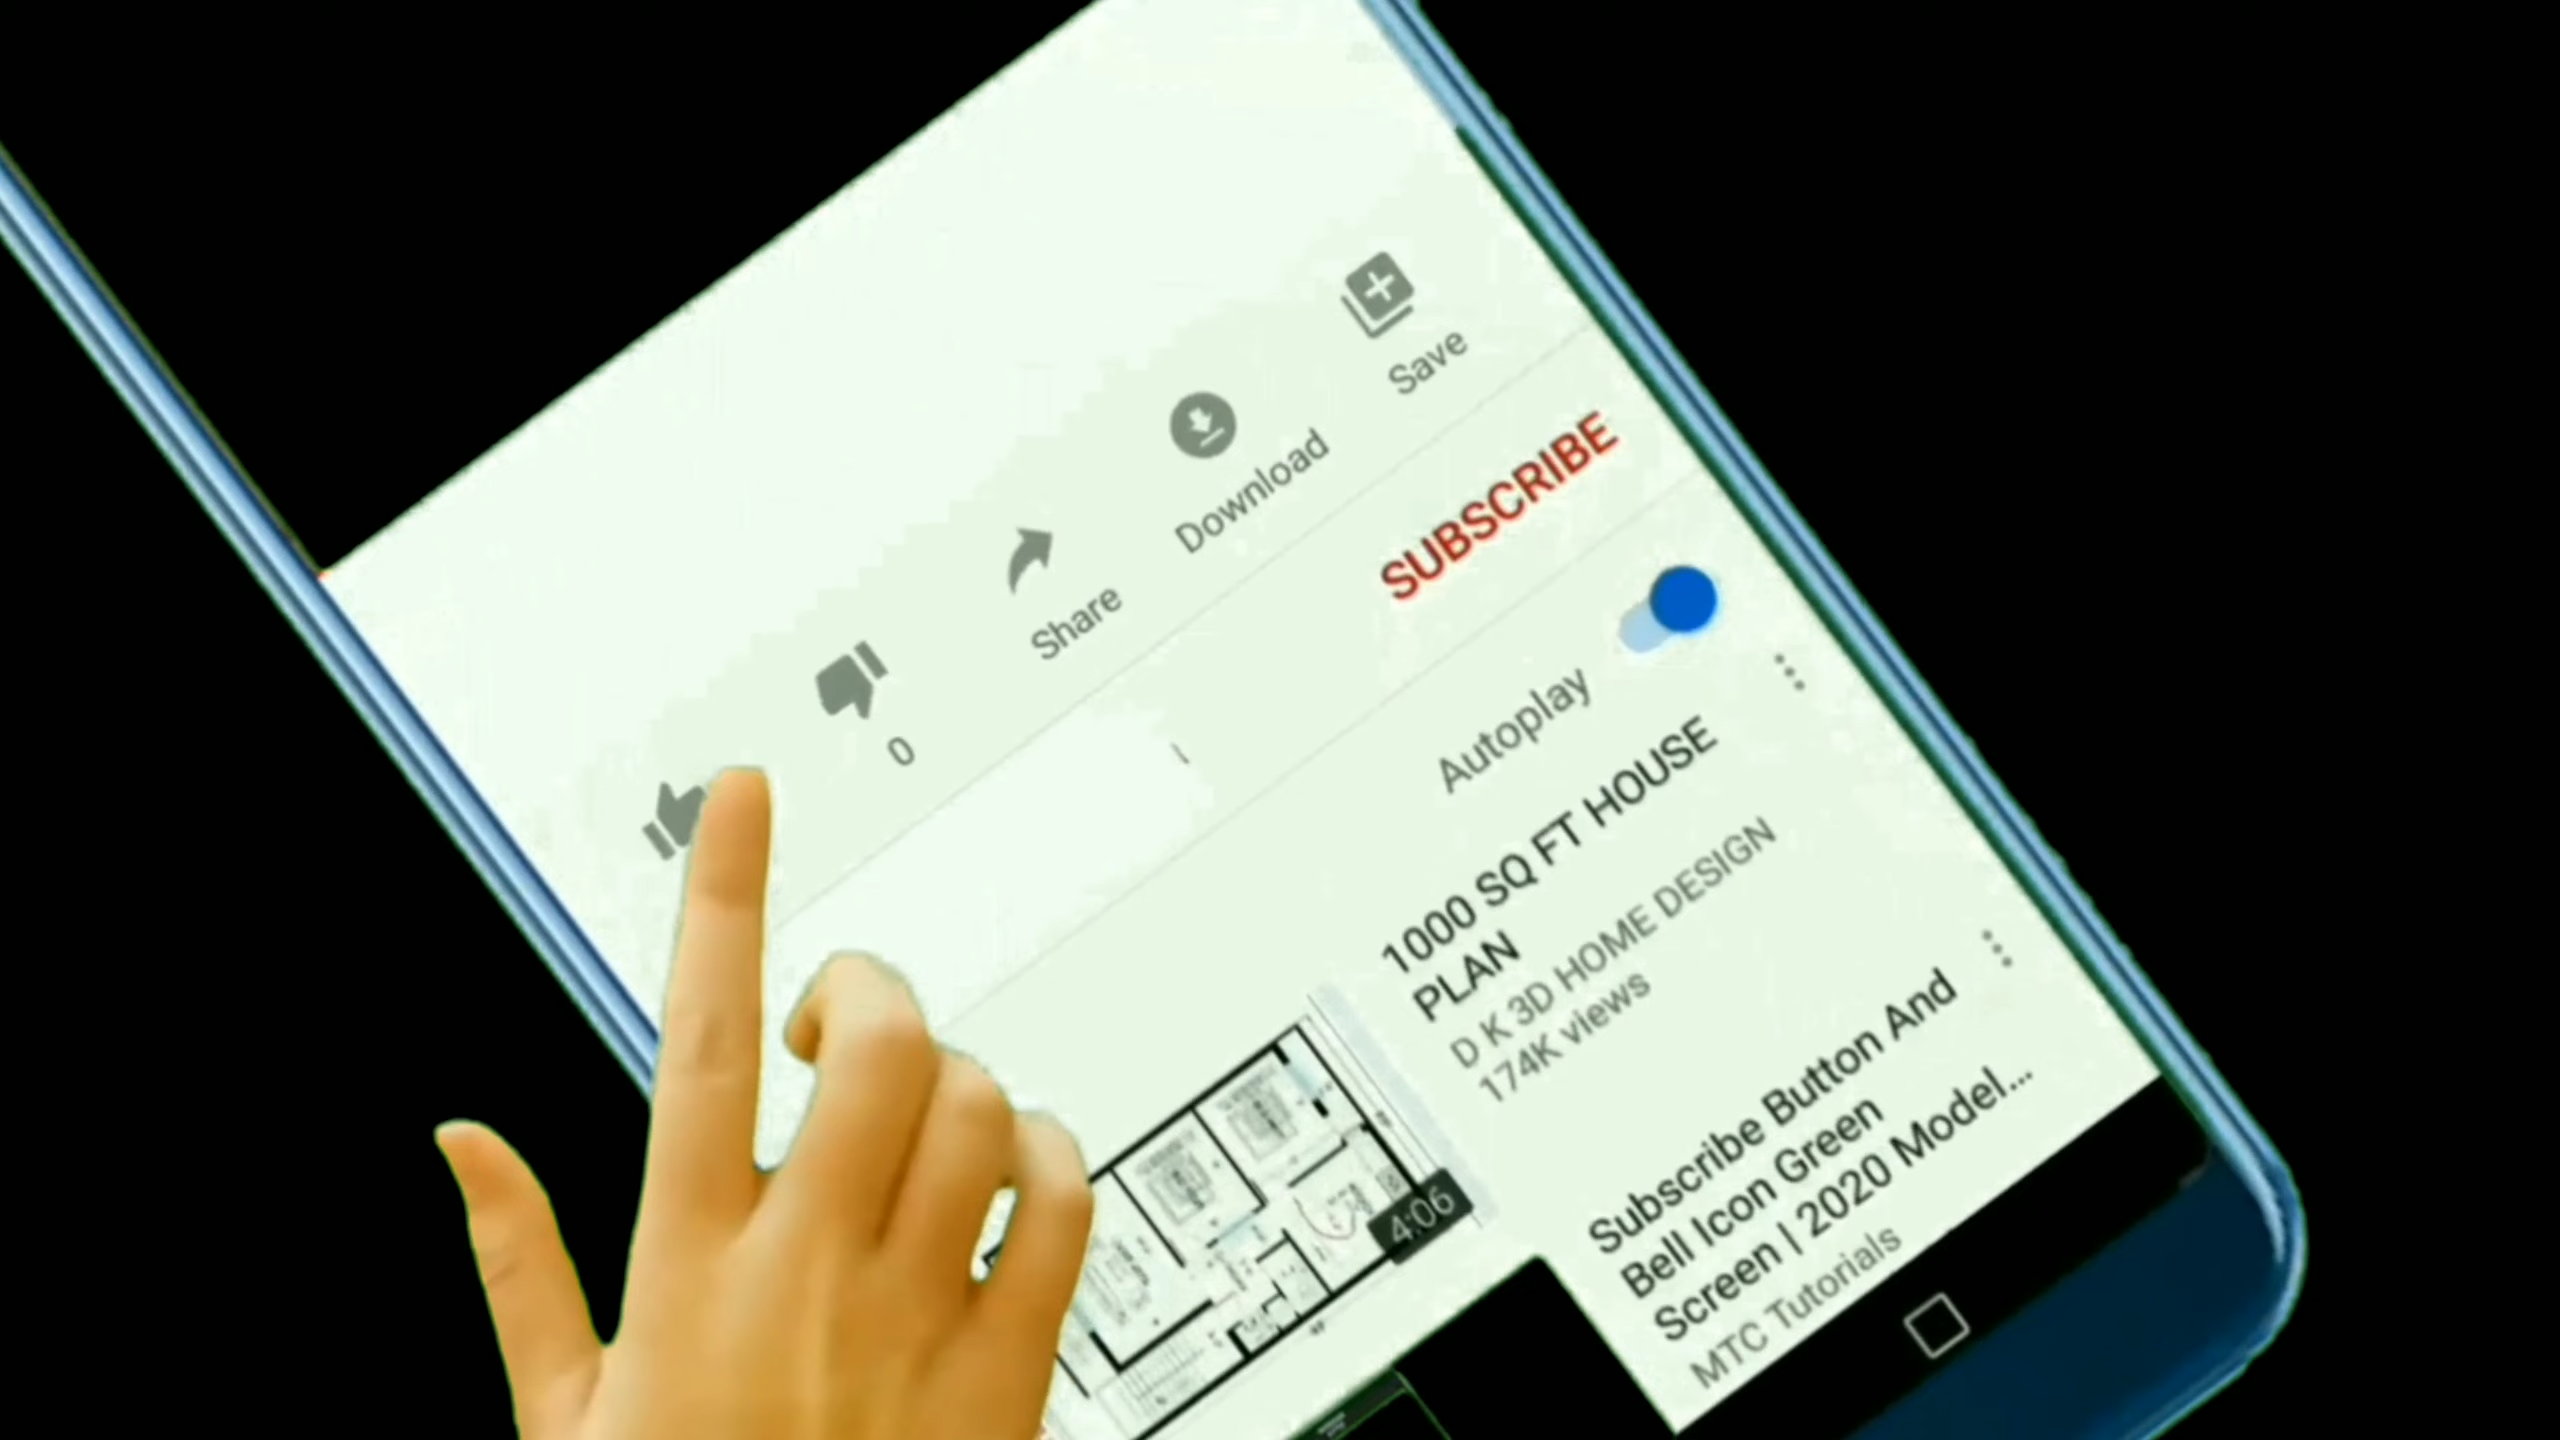 0
Share
Download
Save
SUBSCRIBE
Autoplay
1000 SQ FT HOUSE
PLAN
D K 3D HOME DESIGN
174K views
4:06
Subscribe Button And
Bell Icon Green
Screen | 2020 Model...
MTC Tutorials